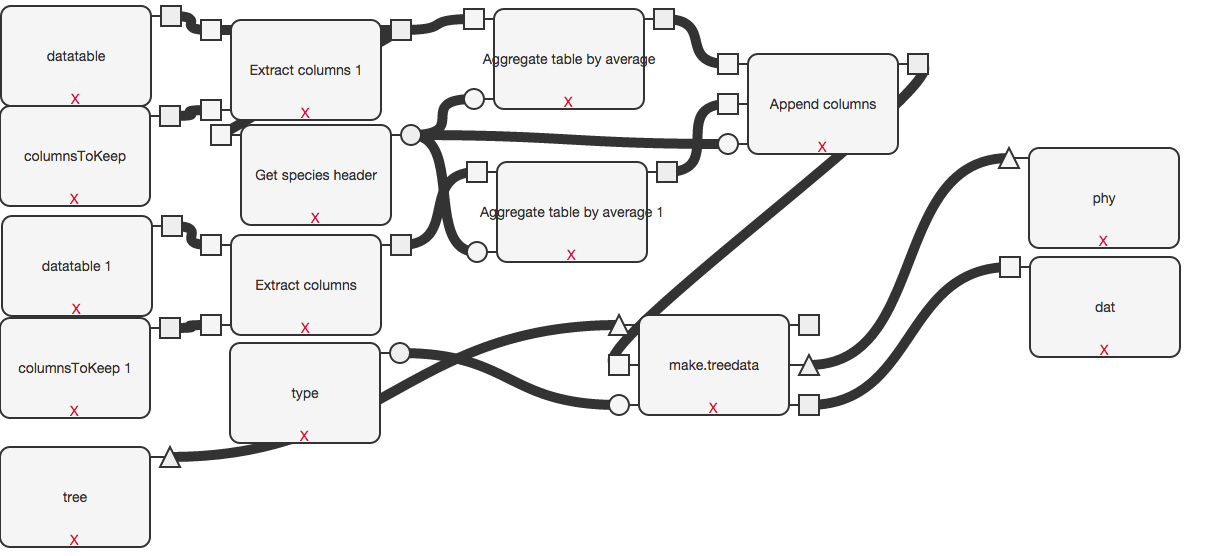 datatable
X
columnsToKeep
X
datatable 1
X
columnsToKeep 1
X
tree
X
Extract columns 1
X
Get species header
X
Extract columns
X
type
X
Aggregate table by average
X
Aggregate table by average 1
X
Append columns
X
make.treedata
X
phy
X
dat
X